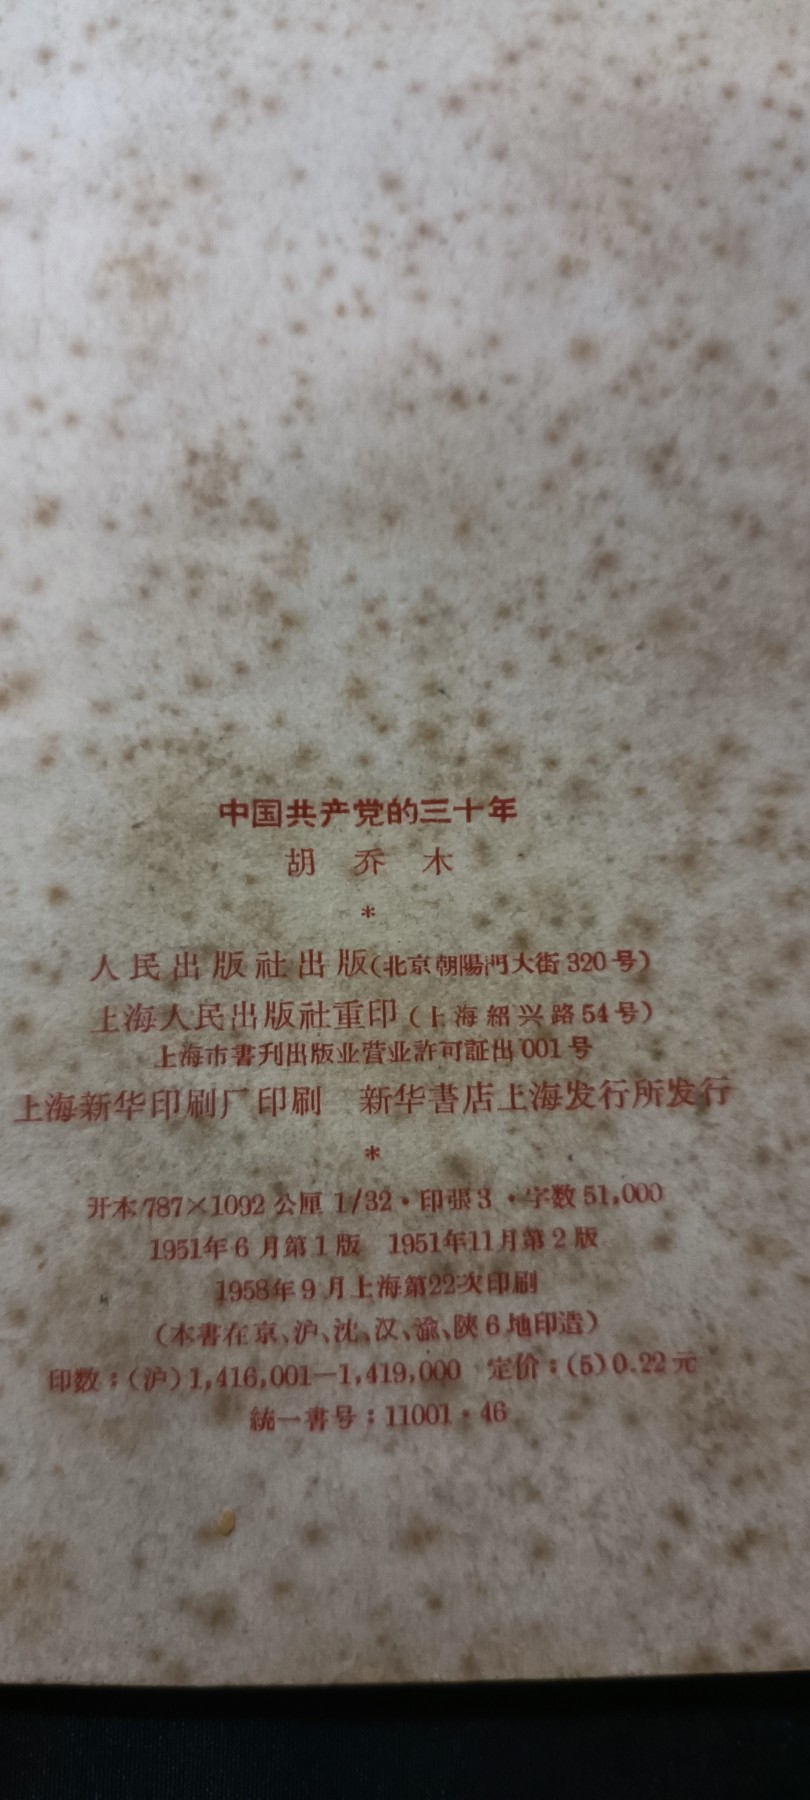 中国共产党的三十年
胡乔木
*
人民出版社出版(北京朝陽門大街320号)
上海人民出版社重印(上海紹兴路54号)
上海市書刊出版业营业許可証出001号
上海新华印刷厂印刷 新华書店上海发行所发行
*
开本787×1092公厘1/32·印張3·字数51,000
1951年6月第1版 1951年11月第2版
1958年9月上海第22次印刷
(本書在京、沪、沈、汉、渝、陝6地印造)
印数:(沪)1,416,001—1,419,000 定价:(5)0.22元
統一書号:11001·46